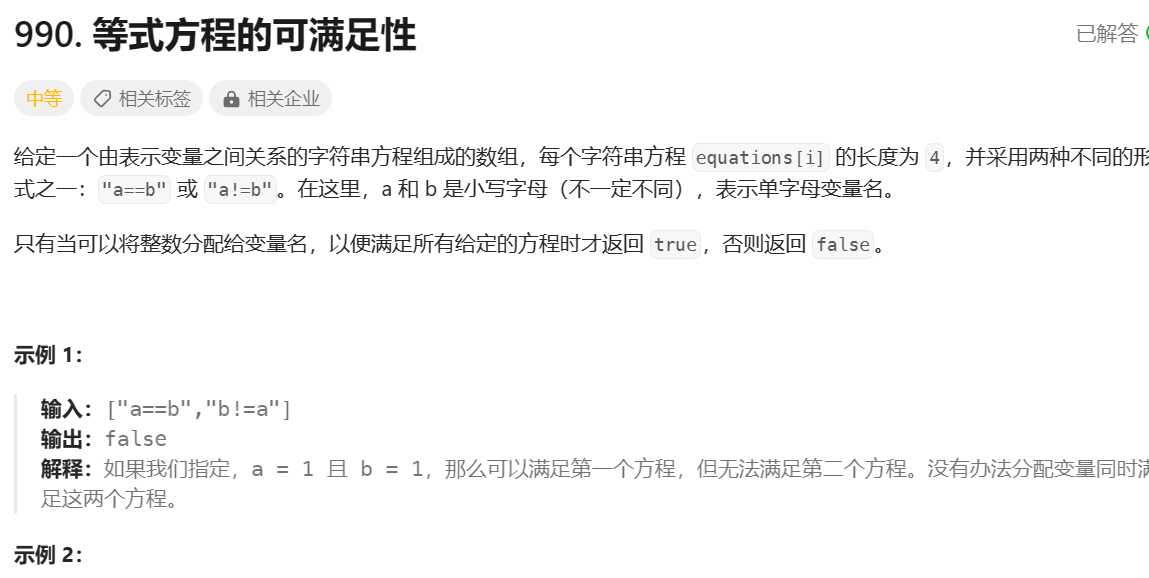 990. 等式方程的可满足性
已解答
中等 相关标签 相关企业
给定一个由表示变量之间关系的字符串方程组成的数组，每个字符串方程 equations[i] 的长度为 4，并采用两种不同的形
式之一："a==b" 或 "a!=b"。在这里，a 和 b 是小写字母（不一定不同），表示单字母变量名。
只有当可以将整数分配给变量名，以便满足所有给定的方程时才返回 true，否则返回 false。
示例 1：
输入：["a==b","b!=a"]
输出：false
解释：如果我们指定，a = 1 且 b = 1，那么可以满足第一个方程，但无法满足第二个方程。没有办法分配变量同时满
足这两个方程。
示例 2：